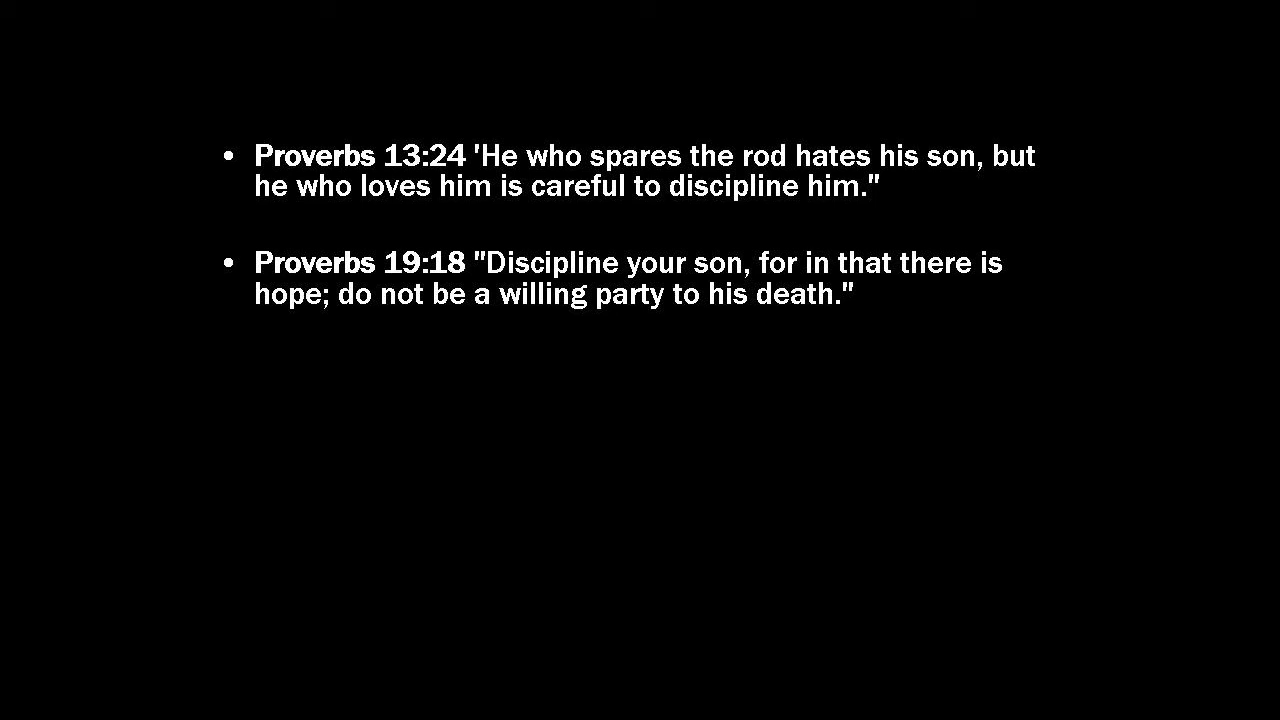 • Proverbs 13:24 'He who spares the rod hates his son, but
he who loves him is careful to discipline him."
• Proverbs 19:18 "Discipline your son, for in that there is
hope; do not be a willing party to his death."